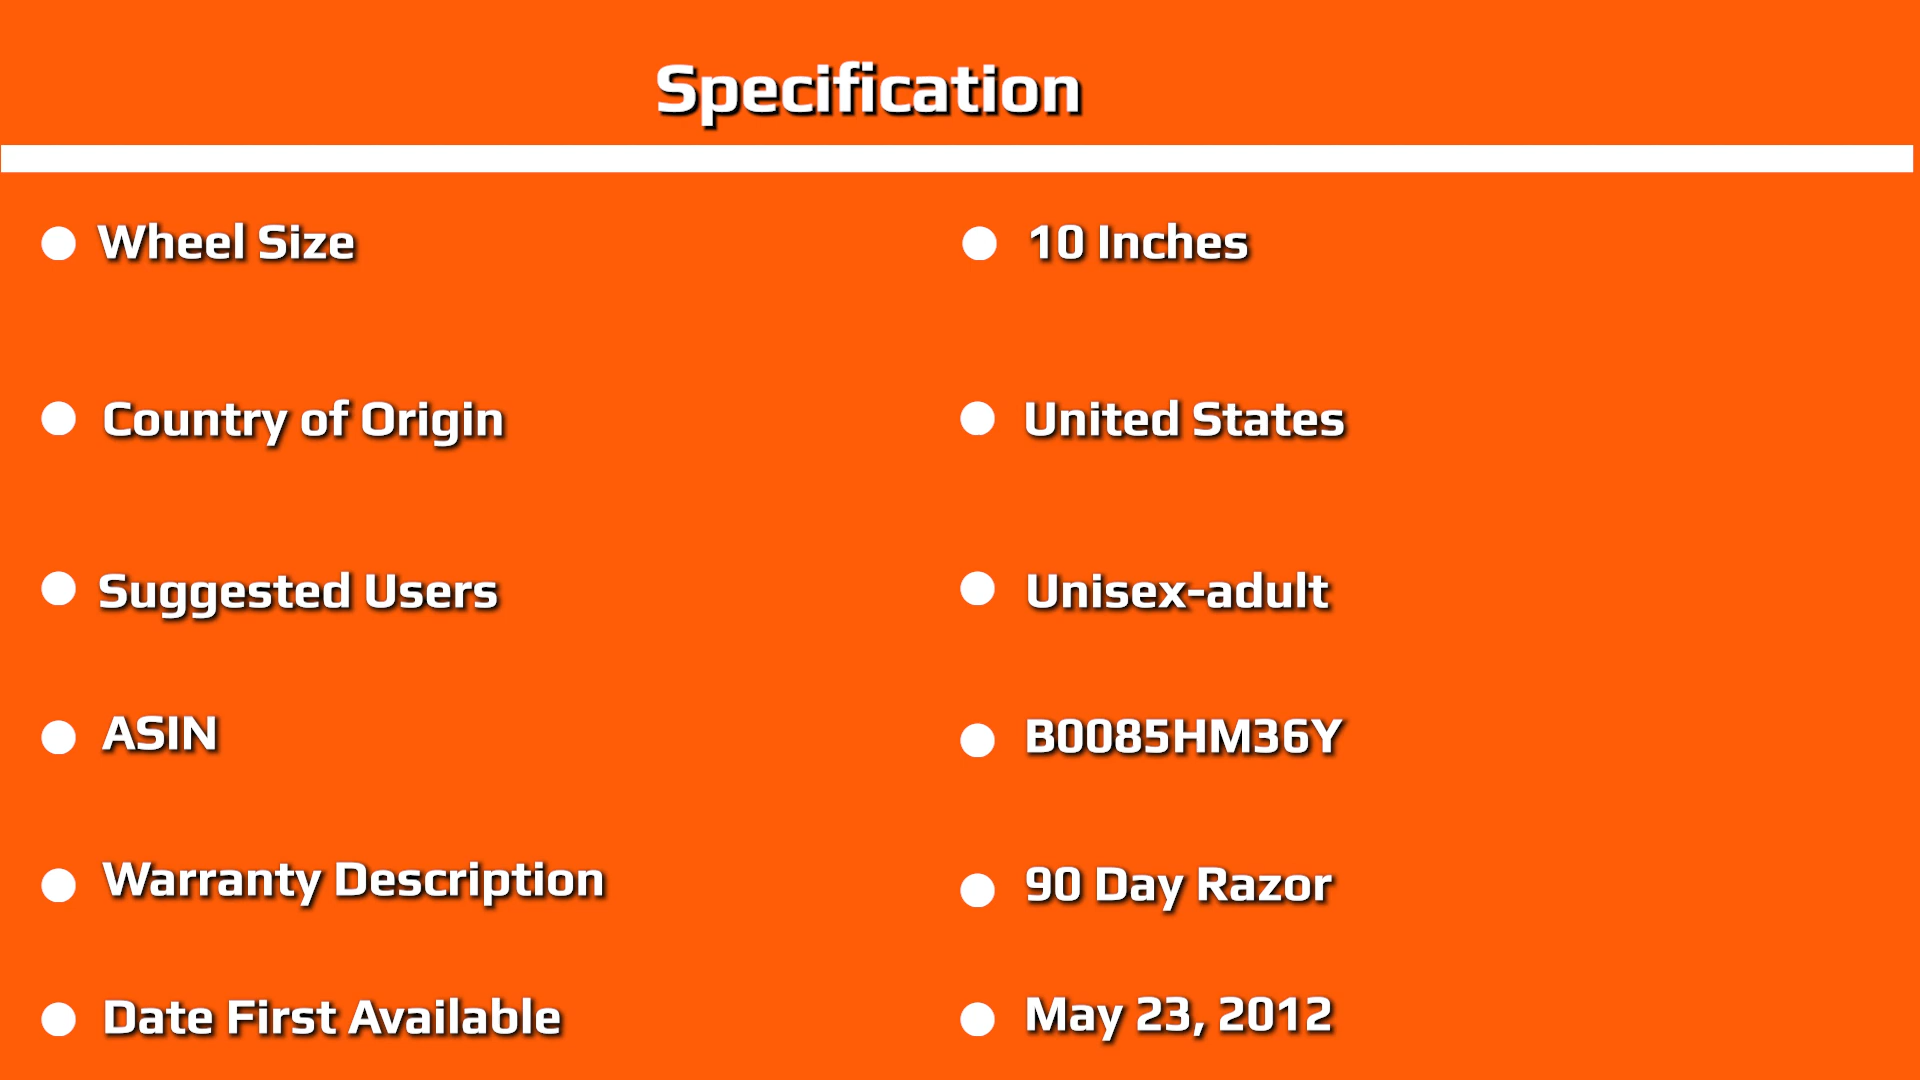 Specification
Wheel Size
10 Inches
Country of Origin
United States
Suggested Users
Unisex-adult
ASIN
B0085HM36Y
Warranty Description
90 Day Razor
Date First Available
May 23, 2012